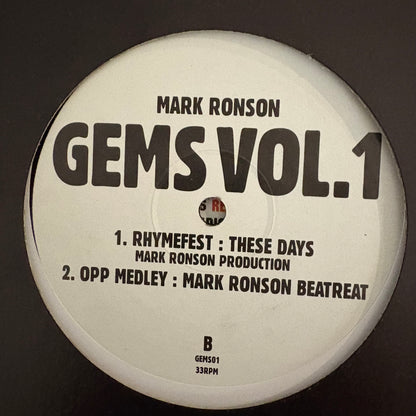 MARK RONSON
GEMS VOL.1
1. RHYMEFEST : THESE DAYS
MARK RONSON PRODUCTION
2. OPP MEDLEY : MARK RONSON BEATREAT
B
GEMS01
33RPM